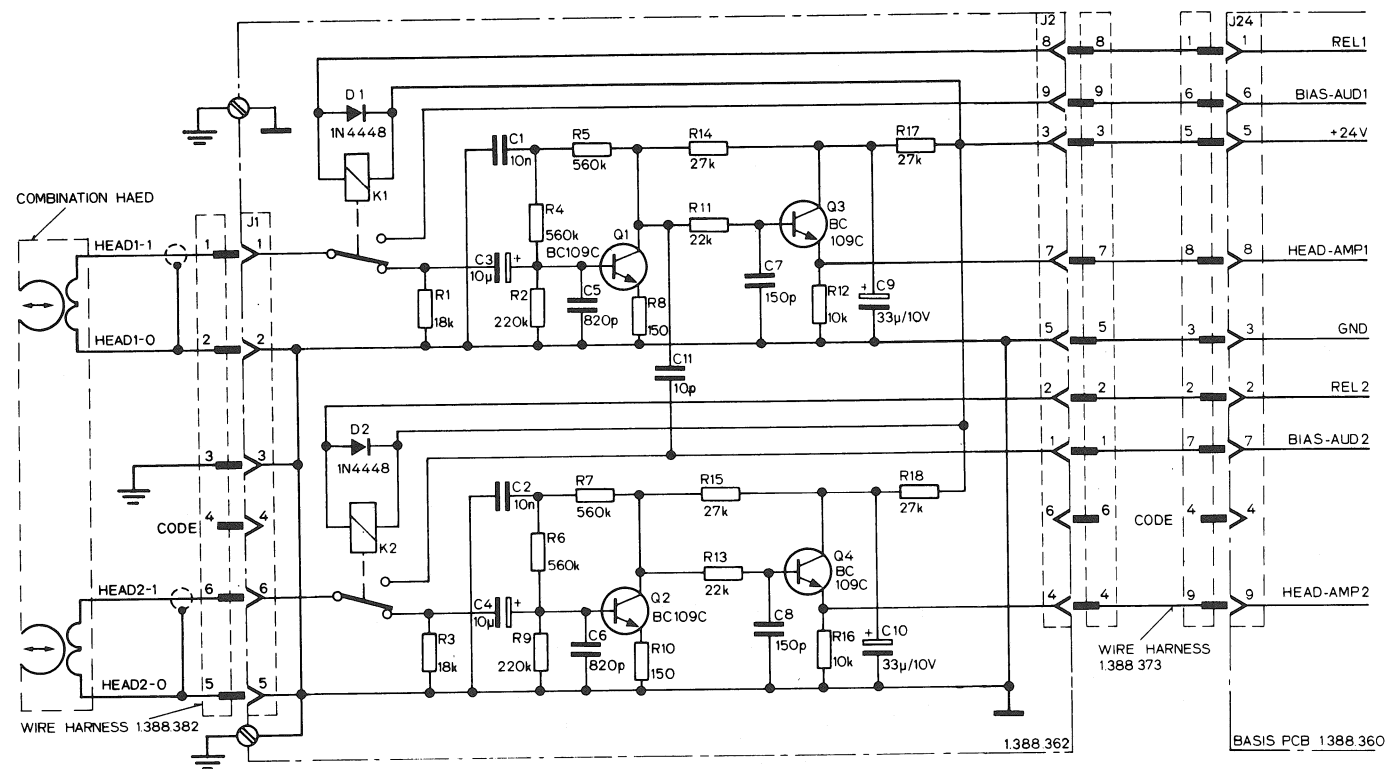 J2
J24
8
8
1
1
REL1
D1
1N4448
9
9
6
6
BIAS-AUD1
3
3
5
5
+24V
C1
10n
R5
560k
R14
27k
R17
27k
K1
COMBINATION HAED
J1
HEAD1-1
1
1
R4
560k
Q1
BC109C
R11
22k
Q3
BC
109C
C3
10µ
+
R1
18k
R2
220k
C5
820p
R8
150
C7
150p
R12
10k
+
C9
33µ/10V
7
7
8
8
HEAD-AMP1
HEAD1-0
2
2
5
5
3
3
GND
C11
10p
2
2
2
2
REL2
D2
1N4448
1
1
7
7
BIAS-AUD2
3
3
C2
10n
R7
560k
R15
27k
R18
27k
CODE
4
4
6
6
CODE
4
4
K2
R6
560k
R13
22k
Q4
BC
109C
HEAD2-1
6
6
C4
10µ
+
Q2
BC109C
4
4
9
9
HEAD-AMP2
R3
18k
R9
220k
C6
820p
R10
150
C8
150p
R16
10k
+
C10
33µ/10V
WIRE HARNESS
1.388.373
HEAD2-0
5
5
WIRE HARNESS 1.388.382
1.388.362
BASIS PCB 1.388.360